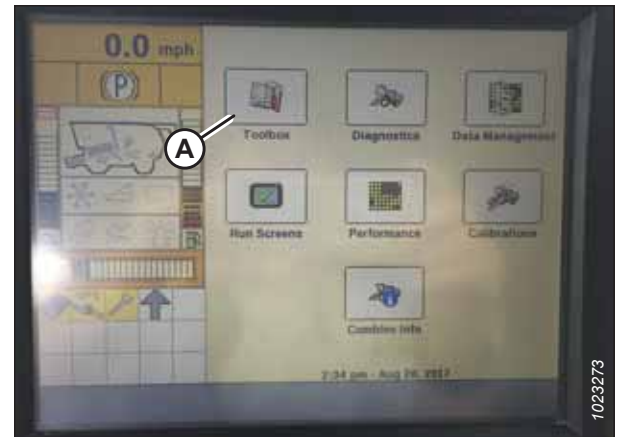 0.0 mph
(P)
A
Toolbox
Diagnostics
Data Management
Run Screens
Performance
Calibrations
Combine Info
2:34 pm - Aug 24, 2017
1023273